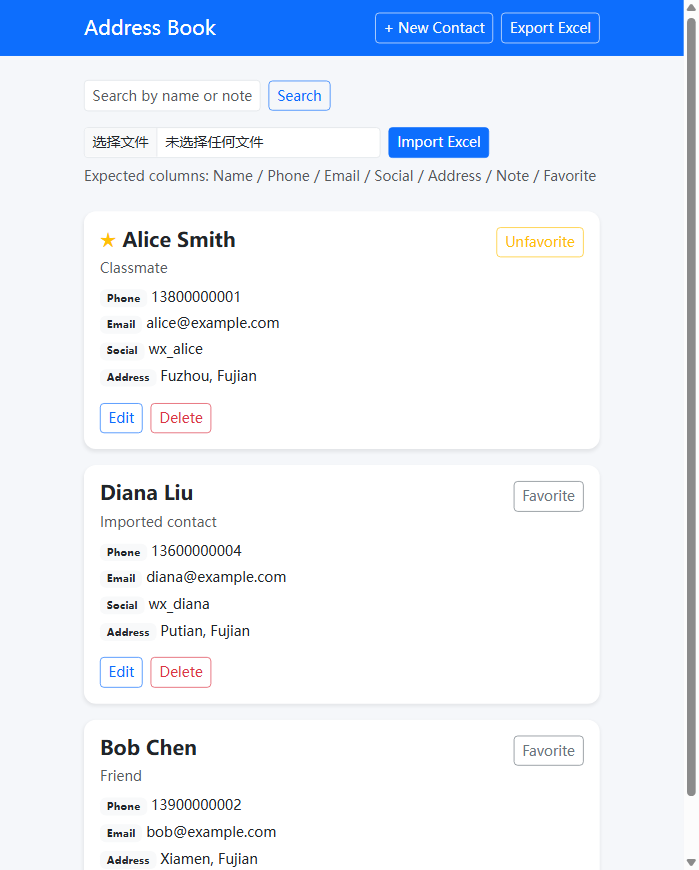 Address Book + New Contact Export Excel
Search by name or note Search
选择文件 未选择任何文件 Import Excel
Expected columns: Name / Phone / Email / Social / Address / Note / Favorite
★ Alice Smith Unfavorite
Classmate
Phone 13800000001
Email alice@example.com
Social wx_alice
Address Fuzhou, Fujian
Edit Delete
Diana Liu Favorite
Imported contact
Phone 13600000004
Email diana@example.com
Social wx_diana
Address Putian, Fujian
Edit Delete
Bob Chen Favorite
Friend
Phone 13900000002
Email bob@example.com
Address Xiamen, Fujian